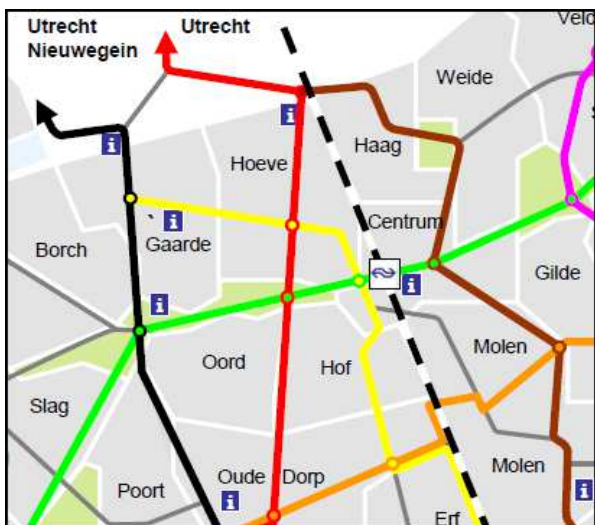 Utrecht
Nieuwegein
Utrecht
Veld
Weide
Hoeve
Haag
Centrum
Borch
Gaarde
Gilde
Molen
Oord
Hof
Slag
Molen
Oude Dorp
Poort
Erf
i
i
i
i
i
i
i